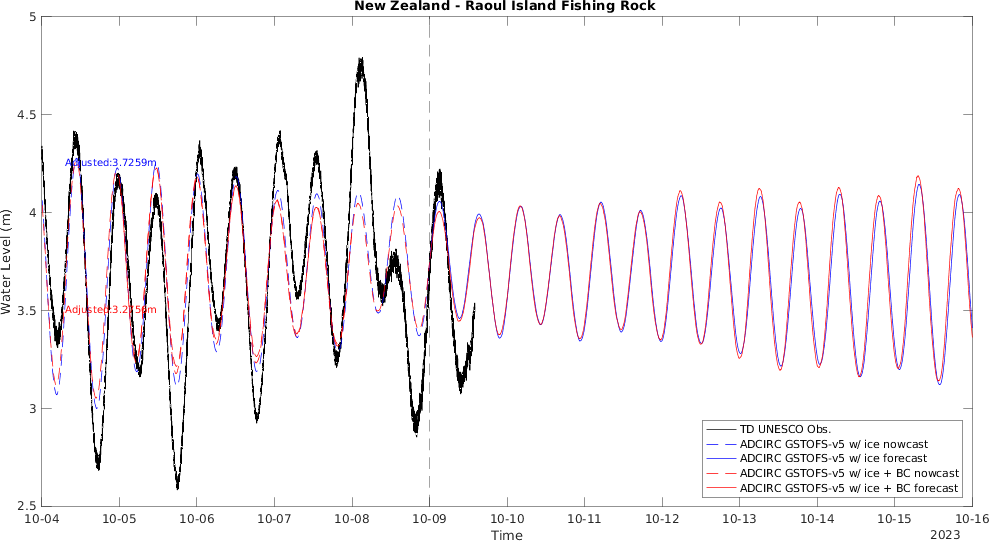 New Zealand - Raoul Island Fishing Rock
Water Level (m)
5
4.5
4
3.5
3
2.5
Adjusted:3.7259m
Adjusted:3.2756m
TD UNESCO Obs.
ADCIRC GSTOFS-v5 w/ ice nowcast
ADCIRC GSTOFS-v5 w/ ice forecast
ADCIRC GSTOFS-v5 w/ ice + BC nowcast
ADCIRC GSTOFS-v5 w/ ice + BC forecast
10-04 10-05 10-06 10-07 10-08 10-09 10-10 10-11 10-12 10-13 10-14 10-15 10-16
Time
2023